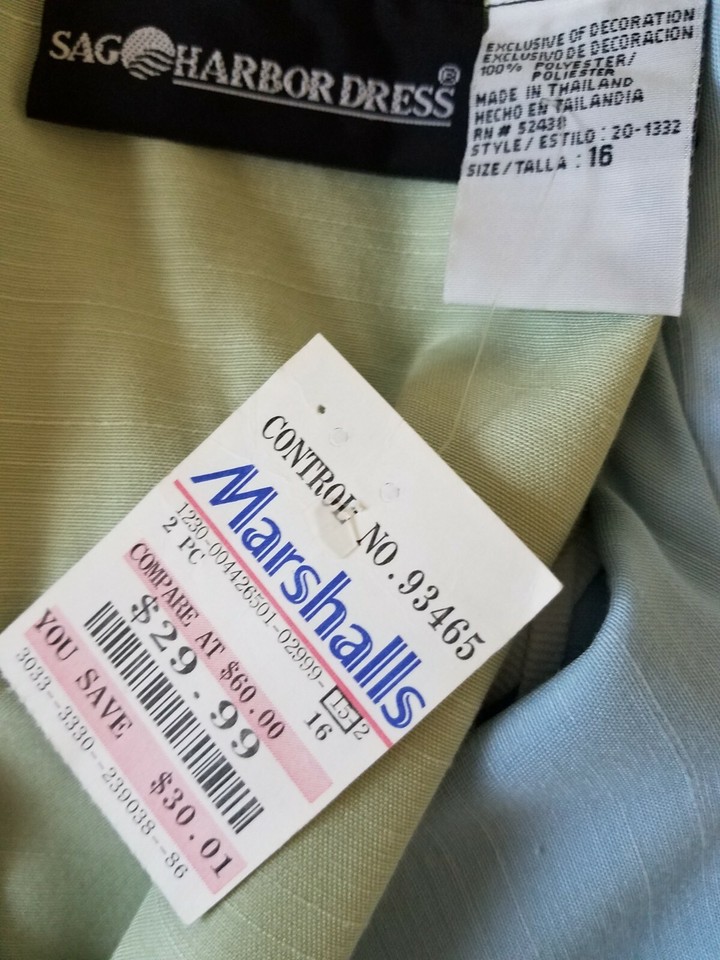 SAG HARBOR DRESS®
EXCLUSIVE OF DECORATION
EXCLUSIVO DE DECORACION
100% POLYESTER/
POLIESTER
MADE IN THAILAND
HECHO EN TAILANDIA
RN # 52438
STYLE / ESTILO : 20-1332
SIZE / TALLA : 16
CONTROL NO. 93465
Marshalls
1230-004426501-02999- 15 2
2 PC 16
COMPARE AT $60.00
$29.99
YOU SAVE $30.01
3033--3330--239038--86